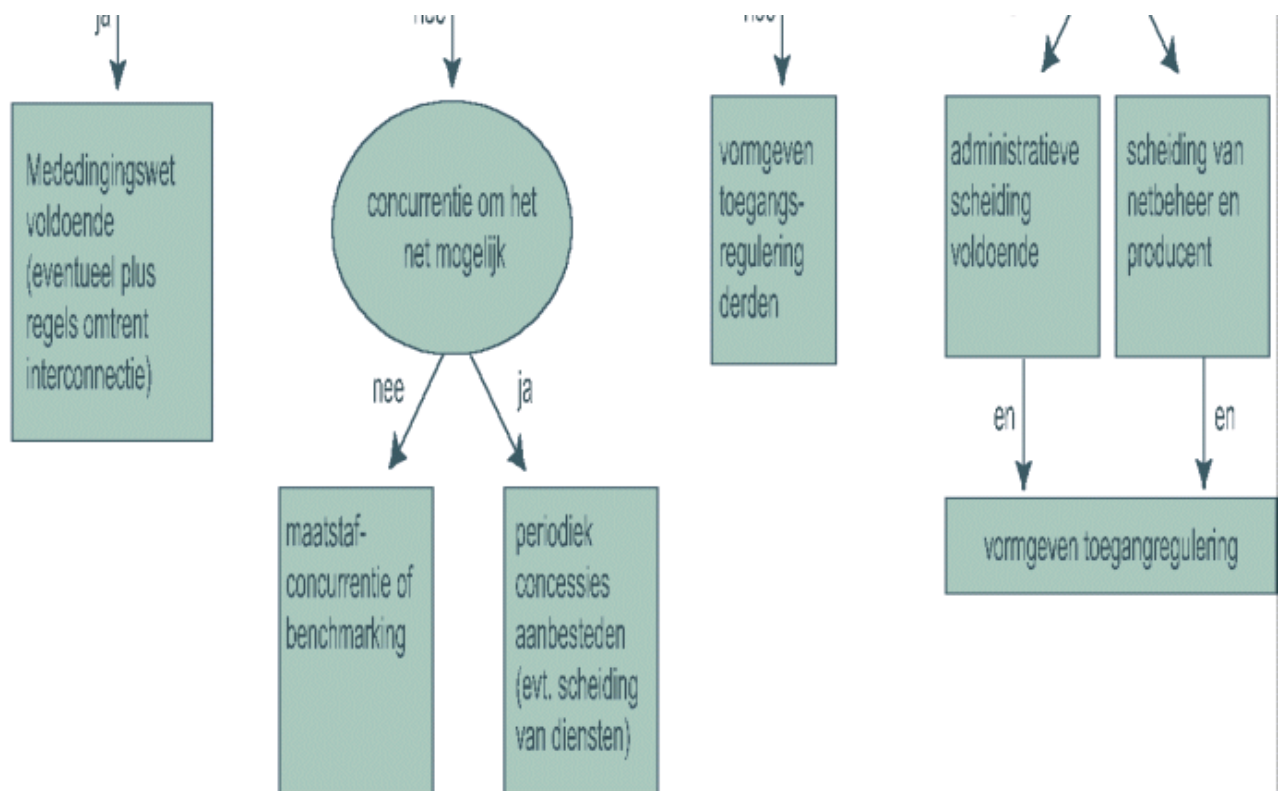 ja
nee
nee
Mededingingswet
voldoende
(eventueel plus
regels omtrent
interconnectie)
concurrentie om het
net mogelijk
vormgeven
toegangs-
regulering
derden
administratieve
scheiding
voldoende
scheiding van
netbeheer en
producent
nee
ja
en
en
maatstaf-
concurrentie of
benchmarking
periodiek
concessies
aanbesteden
(evt. scheiding
van diensten)
vormgeven toegangregulering